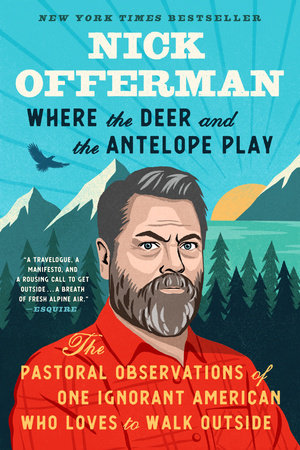 NEW YORK TIMES BESTSELLER
NICK
OFFERMAN
WHERE the DEER and
the ANTELOPE PLAY
"A TRAVELOGUE, A
MANIFESTO, AND
A ROUSING CALL TO GET
OUTSIDE...A BREATH
OF FRESH ALPINE AIR."
—ESQUIRE
The
PASTORAL OBSERVATIONS of
ONE IGNORANT AMERICAN
WHO LOVES to WALK OUTSIDE